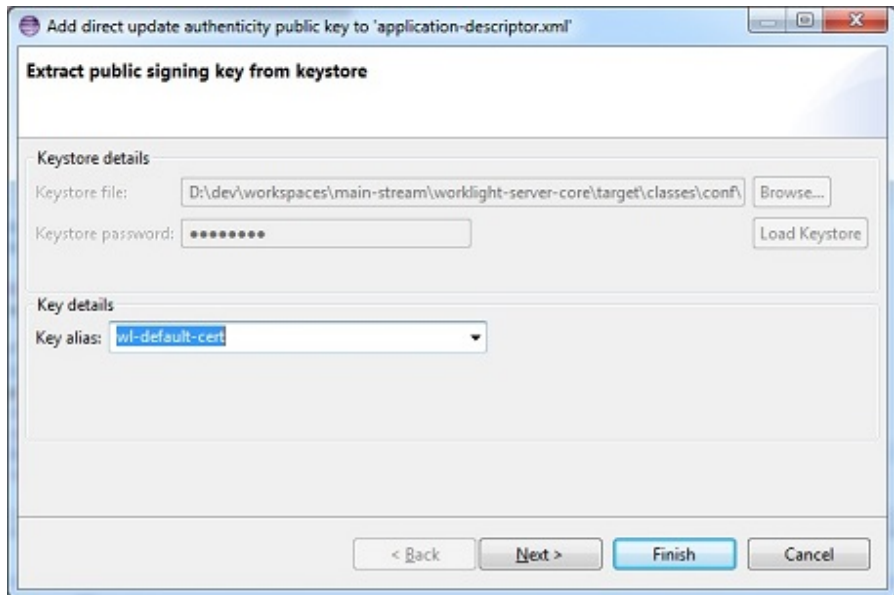 Add direct update authenticity public key to 'application-descriptor.xml'
Extract public signing key from keystore
Keystore details
Keystore file: D:\dev\workspaces\main-stream\worklight-server-core\target\classes\conf\ Browse...
Keystore password: ●●●●●●●● Load Keystore
Key details
Key alias: wl-default-cert
< Back Next > Finish Cancel